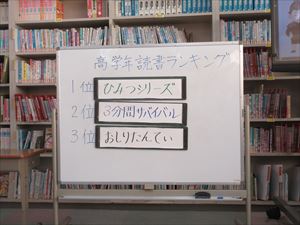 高学年読書ランキング
1位 ひみつシリーズ
2位 3分間サバイバル
3位 おしりたんてい